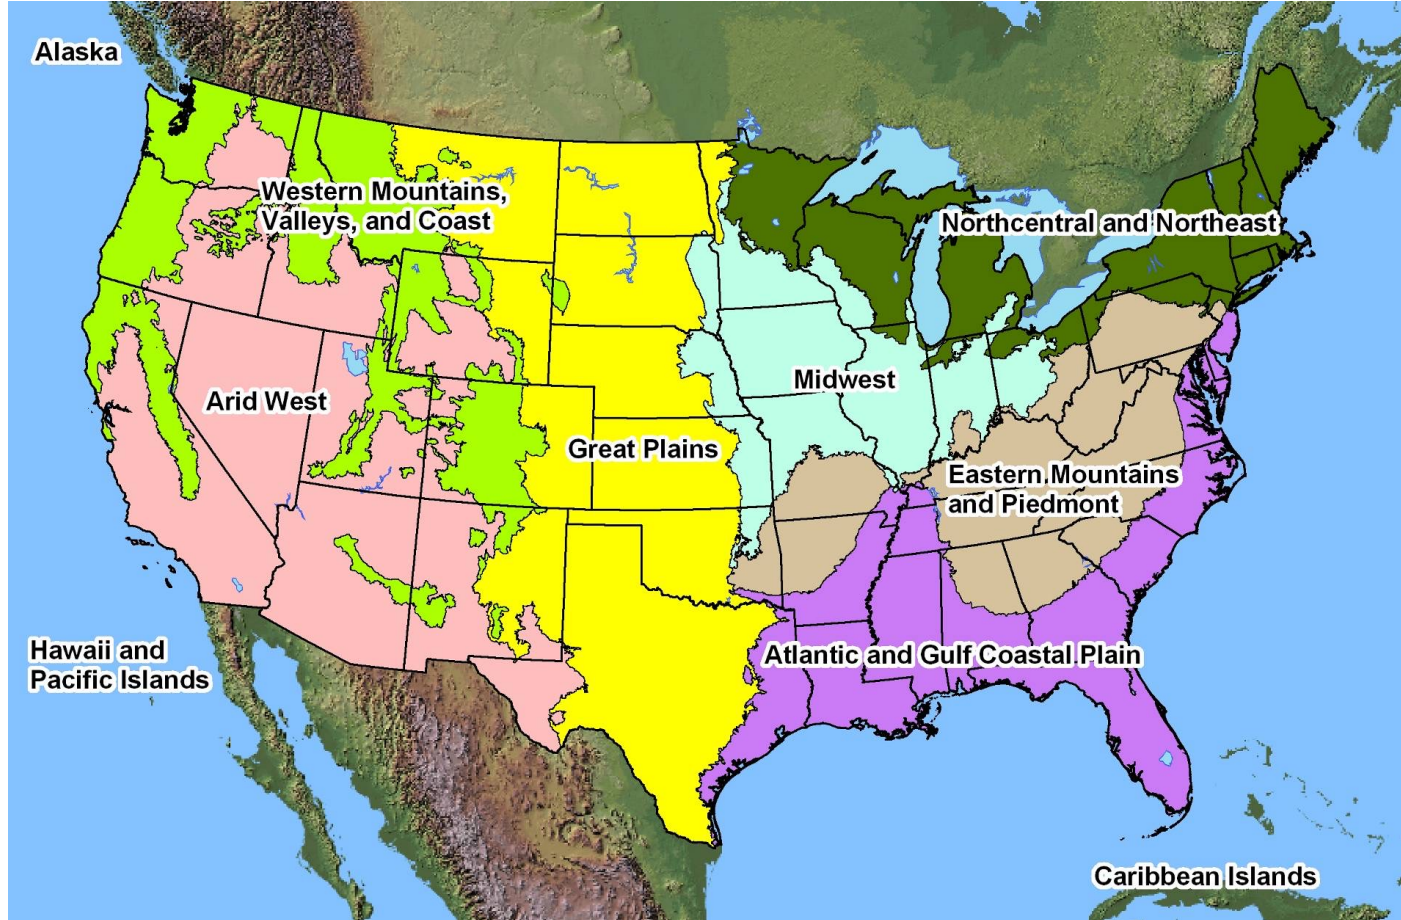 Alaska
Western Mountains,
Valleys, and Coast
Northcentral and Northeast
Midwest
Arid West
Great Plains
Eastern Mountains
and Piedmont
Hawaii and
Pacific Islands
Atlantic and Gulf Coastal Plain
Caribbean Islands